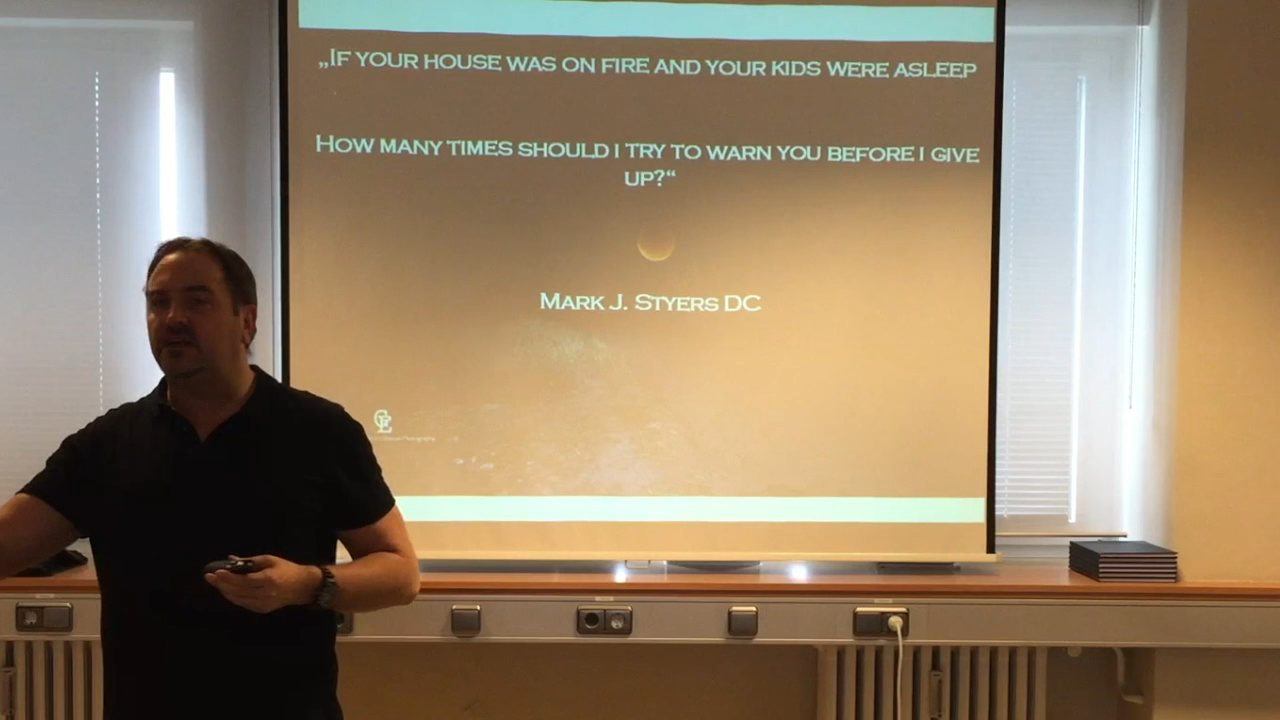 „IF YOUR HOUSE WAS ON FIRE AND YOUR KIDS WERE ASLEEP
HOW MANY TIMES SHOULD I TRY TO WARN YOU BEFORE I GIVE
UP?“
MARK J. STYERS DC